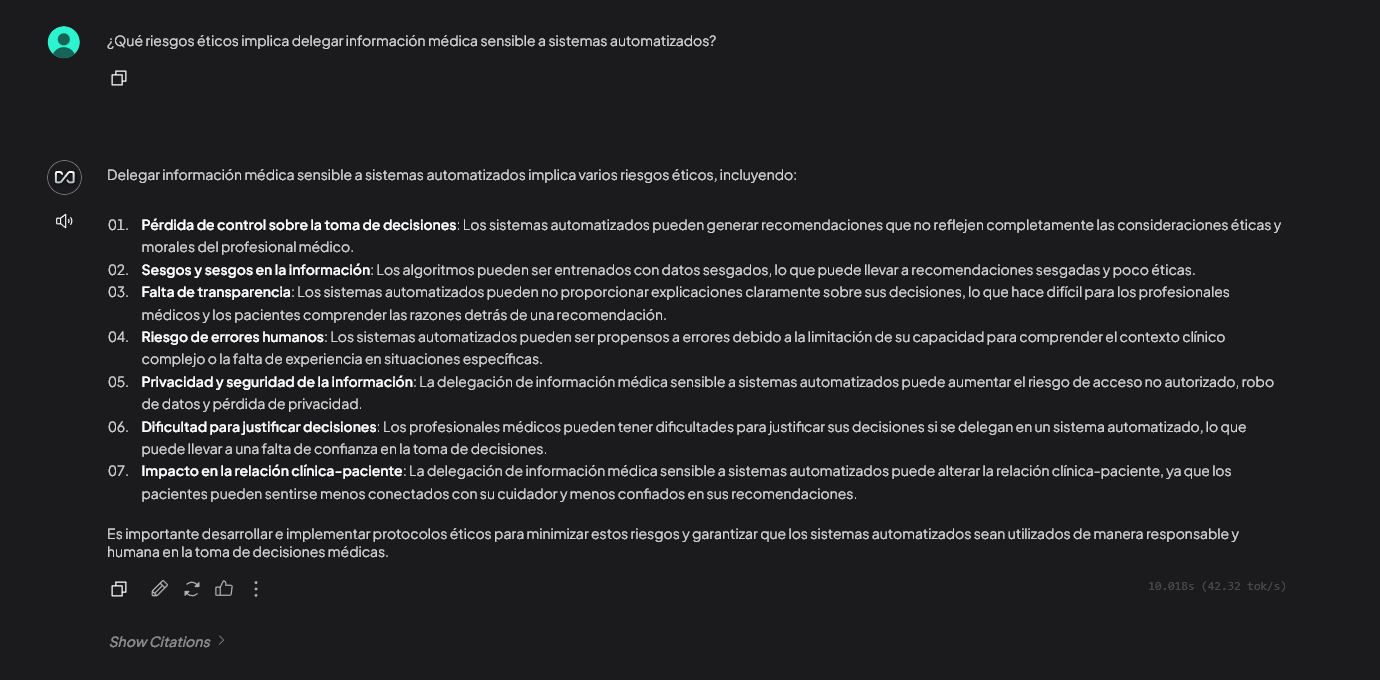 ¿Qué riesgos éticos implica delegar información médica sensible a sistemas automatizados?
Delegar información médica sensible a sistemas automatizados implica varios riesgos éticos, incluyendo:
01. Pérdida de control sobre la toma de decisiones: Los sistemas automatizados pueden generar recomendaciones que no reflejen completamente las consideraciones éticas y
morales del profesional médico.
02. Sesgos y sesgos en la información: Los algoritmos pueden ser entrenados con datos sesgados, lo que puede llevar a recomendaciones sesgadas y poco éticas.
03. Falta de transparencia: Los sistemas automatizados pueden no proporcionar explicaciones claramente sobre sus decisiones, lo que hace difícil para los profesionales
médicos y los pacientes comprender las razones detrás de una recomendación.
04. Riesgo de errores humanos: Los sistemas automatizados pueden ser propensos a errores debido a la limitación de su capacidad para comprender el contexto clínico
complejo o la falta de experiencia en situaciones específicas.
05. Privacidad y seguridad de la información: La delegación de información médica sensible a sistemas automatizados puede aumentar el riesgo de acceso no autorizado, robo
de datos y pérdida de privacidad.
06. Dificultad para justificar decisiones: Los profesionales médicos pueden tener dificultades para justificar sus decisiones si se delegan en un sistema automatizado, lo que
puede llevar a una falta de confianza en la toma de decisiones.
07. Impacto en la relación clínica-paciente: La delegación de información médica sensible a sistemas automatizados puede alterar la relación clínica-paciente, ya que los
pacientes pueden sentirse menos conectados con su cuidador y menos confiados en sus recomendaciones.
Es importante desarrollar e implementar protocolos éticos para minimizar estos riesgos y garantizar que los sistemas automatizados sean utilizados de manera responsable y
humana en la toma de decisiones médicas.
10.018s (42.32 tok/s)
Show Citations